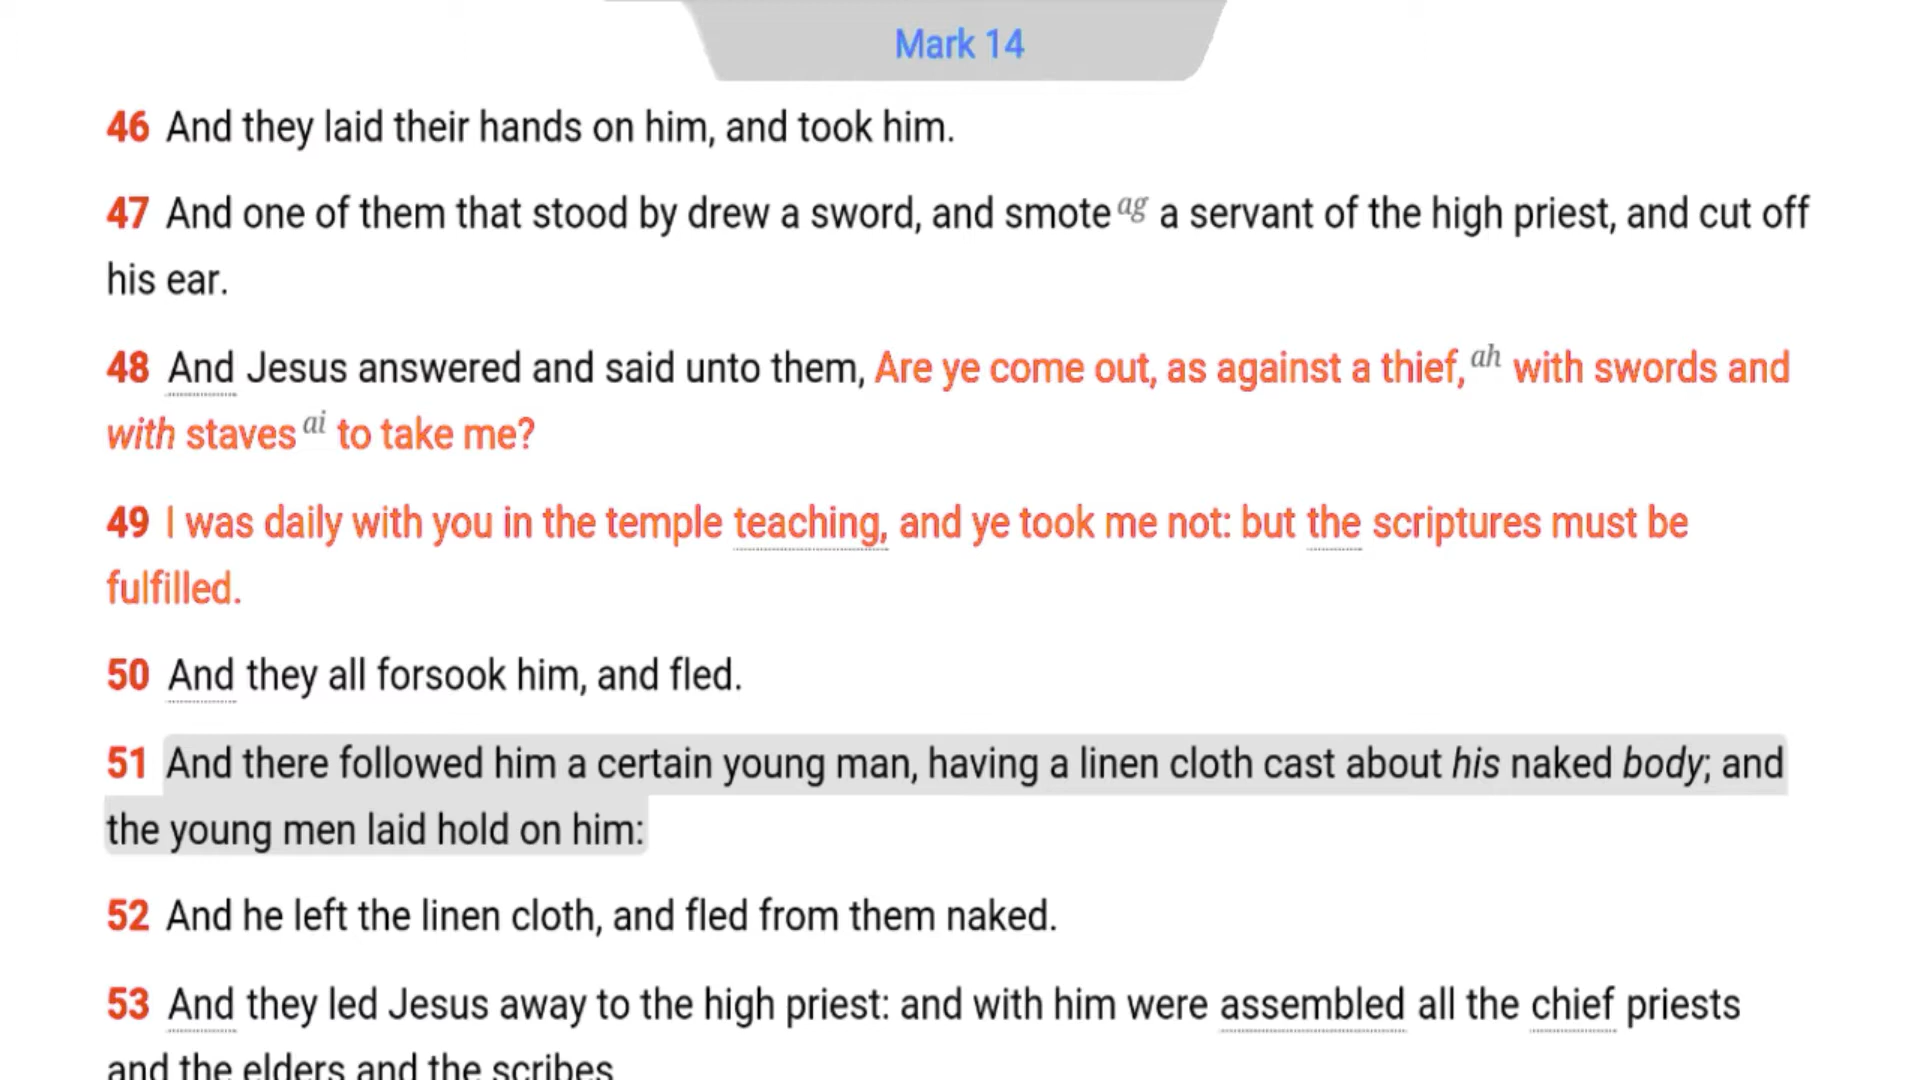 Mark 14
46 And they laid their hands on him, and took him.
47 And one of them that stood by drew a sword, and smote ag a servant of the high priest, and cut off
his ear.
48 And Jesus answered and said unto them, Are ye come out, as against a thief, ah with swords and
with staves ai to take me?
49 I was daily with you in the temple teaching, and ye took me not: but the scriptures must be
fulfilled.
50 And they all forsook him, and fled.
51 And there followed him a certain young man, having a linen cloth cast about his naked body; and
the young men laid hold on him:
52 And he left the linen cloth, and fled from them naked.
53 And they led Jesus away to the high priest: and with him were assembled all the chief priests
and the elders and the scribes